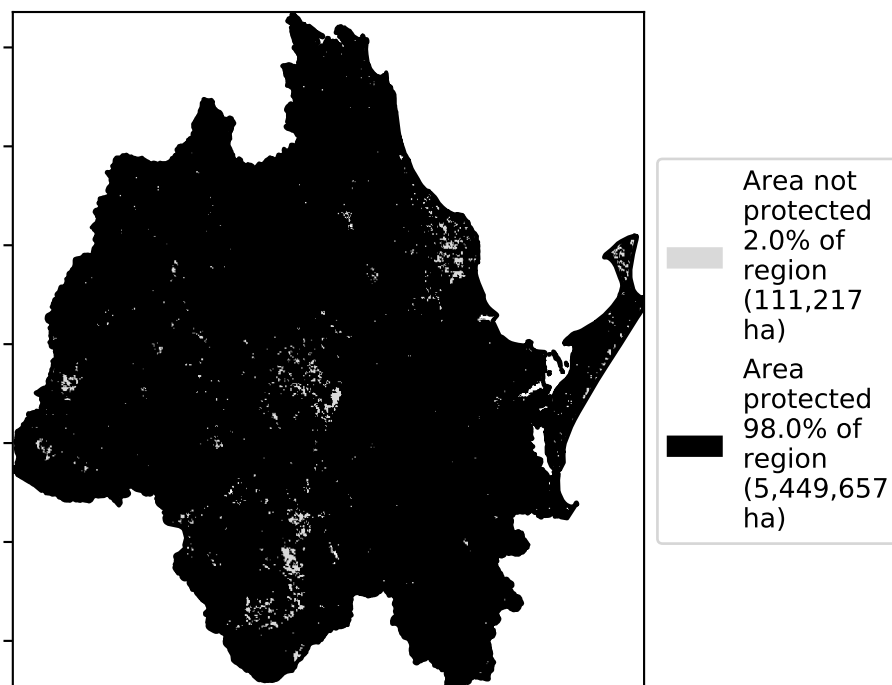 Area not
protected
2.0% of
region
(111,217
ha)
Area
protected
98.0% of
region
(5,449,657
ha)